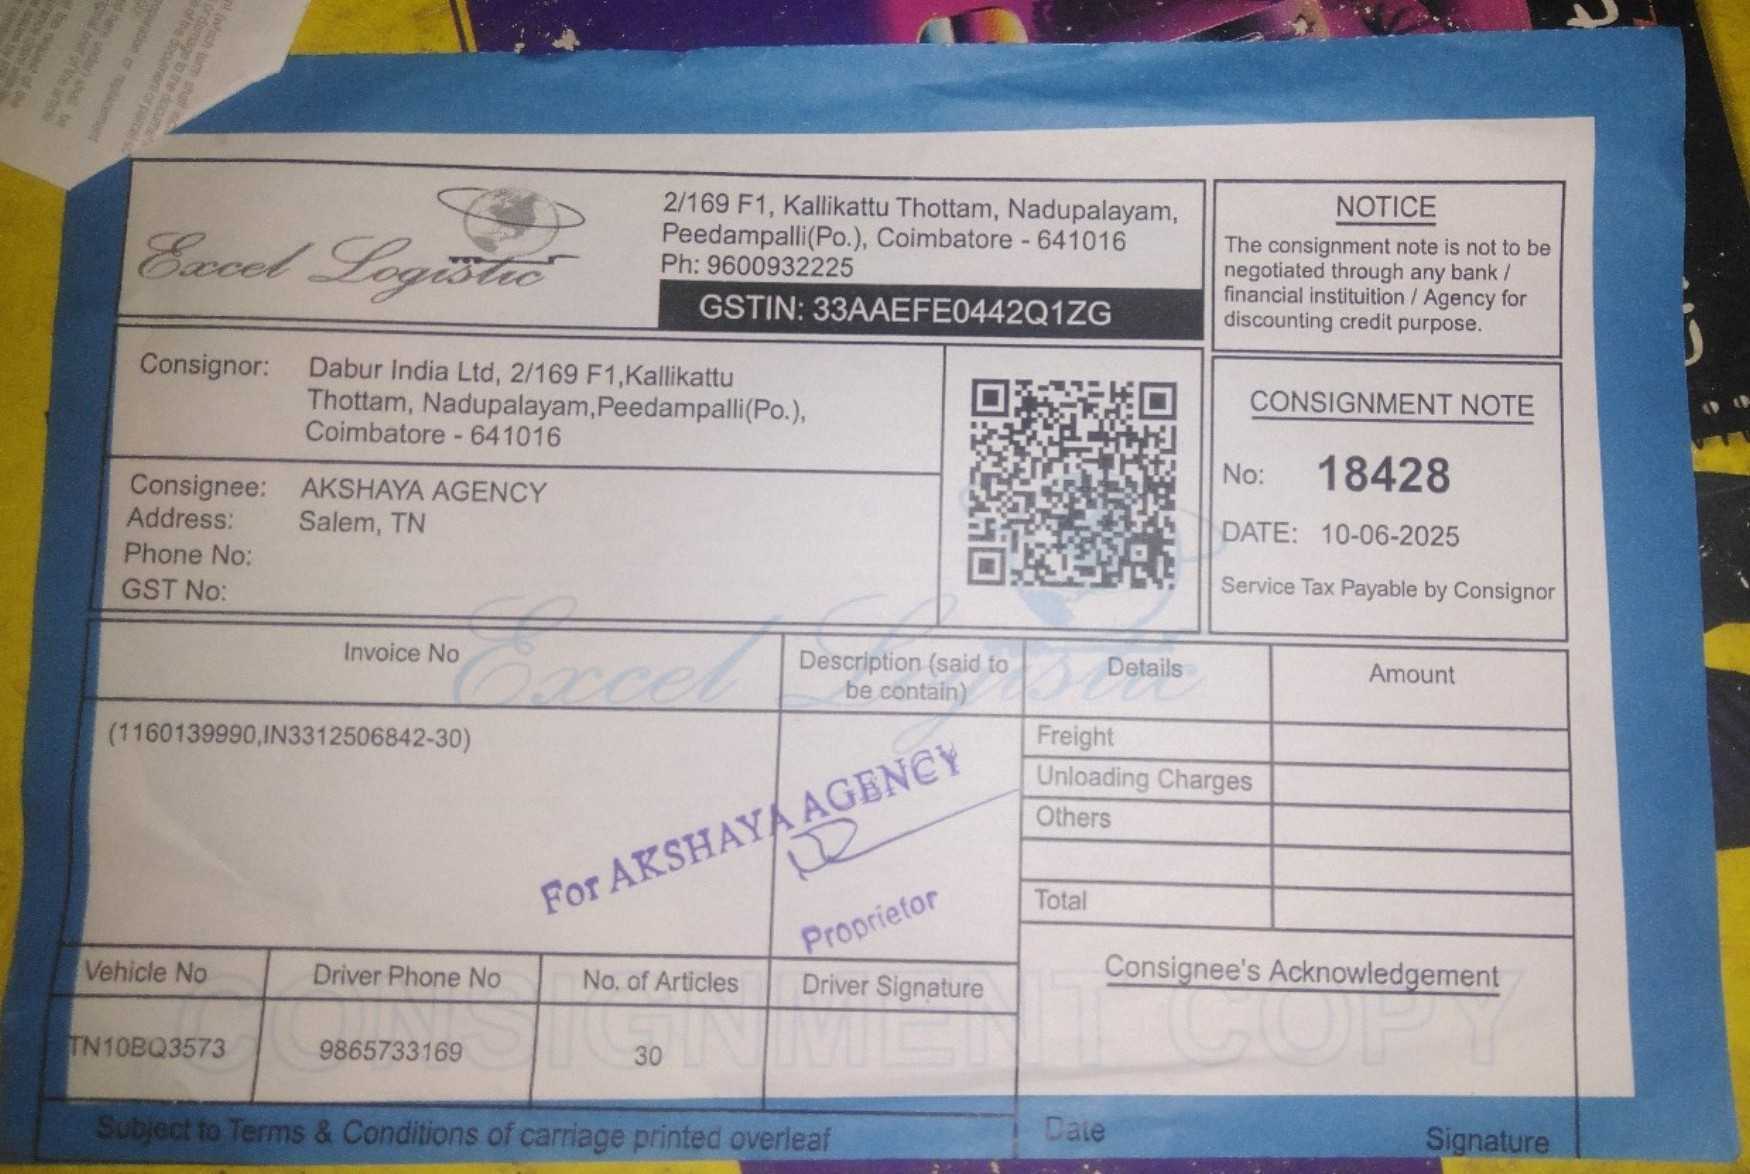 Excel Logistic
2/169 F1, Kallikattu Thottam, Nadupalayam,
Peedampalli(Po.), Coimbatore - 641016
Ph: 9600932225
GSTIN: 33AAEFE0442Q1ZG
NOTICE
The consignment note is not to be
negotiated through any bank /
financial instituition / Agency for
discounting credit purpose.
Consignor: Dabur India Ltd, 2/169 F1,Kallikattu
Thottam, Nadupalayam,Peedampalli(Po.),
Coimbatore - 641016
Consignee: AKSHAYA AGENCY
Address: Salem, TN
Phone No:
GST No:
CONSIGNMENT NOTE
No: 18428
DATE: 10-06-2025
Service Tax Payable by Consignor
Excel Logistic
Invoice No
Description (said to
be contain)
Details
Amount
(1160139990,IN3312506842-30)
Freight
Unloading Charges
Others
Total
For AKSHAYA AGENCY
Proprietor
Vehicle No
Driver Phone No
No. of Articles
Driver Signature
TN10BQ3573
9865733169
30
Consignee's Acknowledgement
CONSIGNMENT COPY
Subject to Terms & Conditions of carriage printed overleaf
Date
Signature